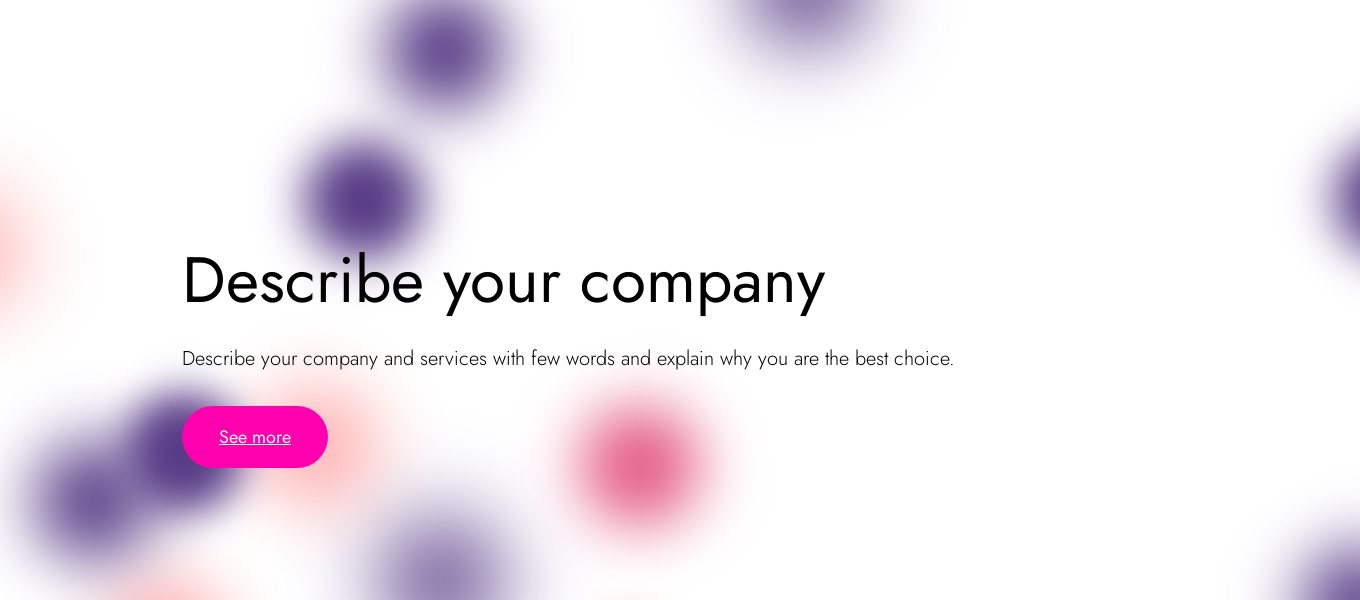 Describe your company
Describe your company and services with few words and explain why you are the best choice.
See more